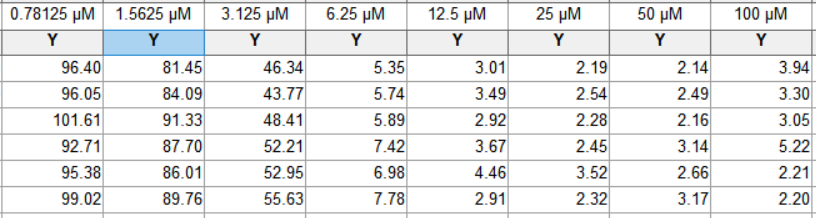 0.78125 µM 1.5625 µM 3.125 µM 6.25 µM 12.5 µM 25 µM 50 µM 100 µM
Y Y Y Y Y Y Y Y
96.40 81.45 46.34 5.35 3.01 2.19 2.14 3.94
96.05 84.09 43.77 5.74 3.49 2.54 2.49 3.30
101.61 91.33 48.41 5.89 2.92 2.28 2.16 3.05
92.71 87.70 52.21 7.42 3.67 2.45 3.14 5.22
95.38 86.01 52.95 6.98 4.46 3.52 2.66 2.21
99.02 89.76 55.63 7.78 2.91 2.32 3.17 2.20